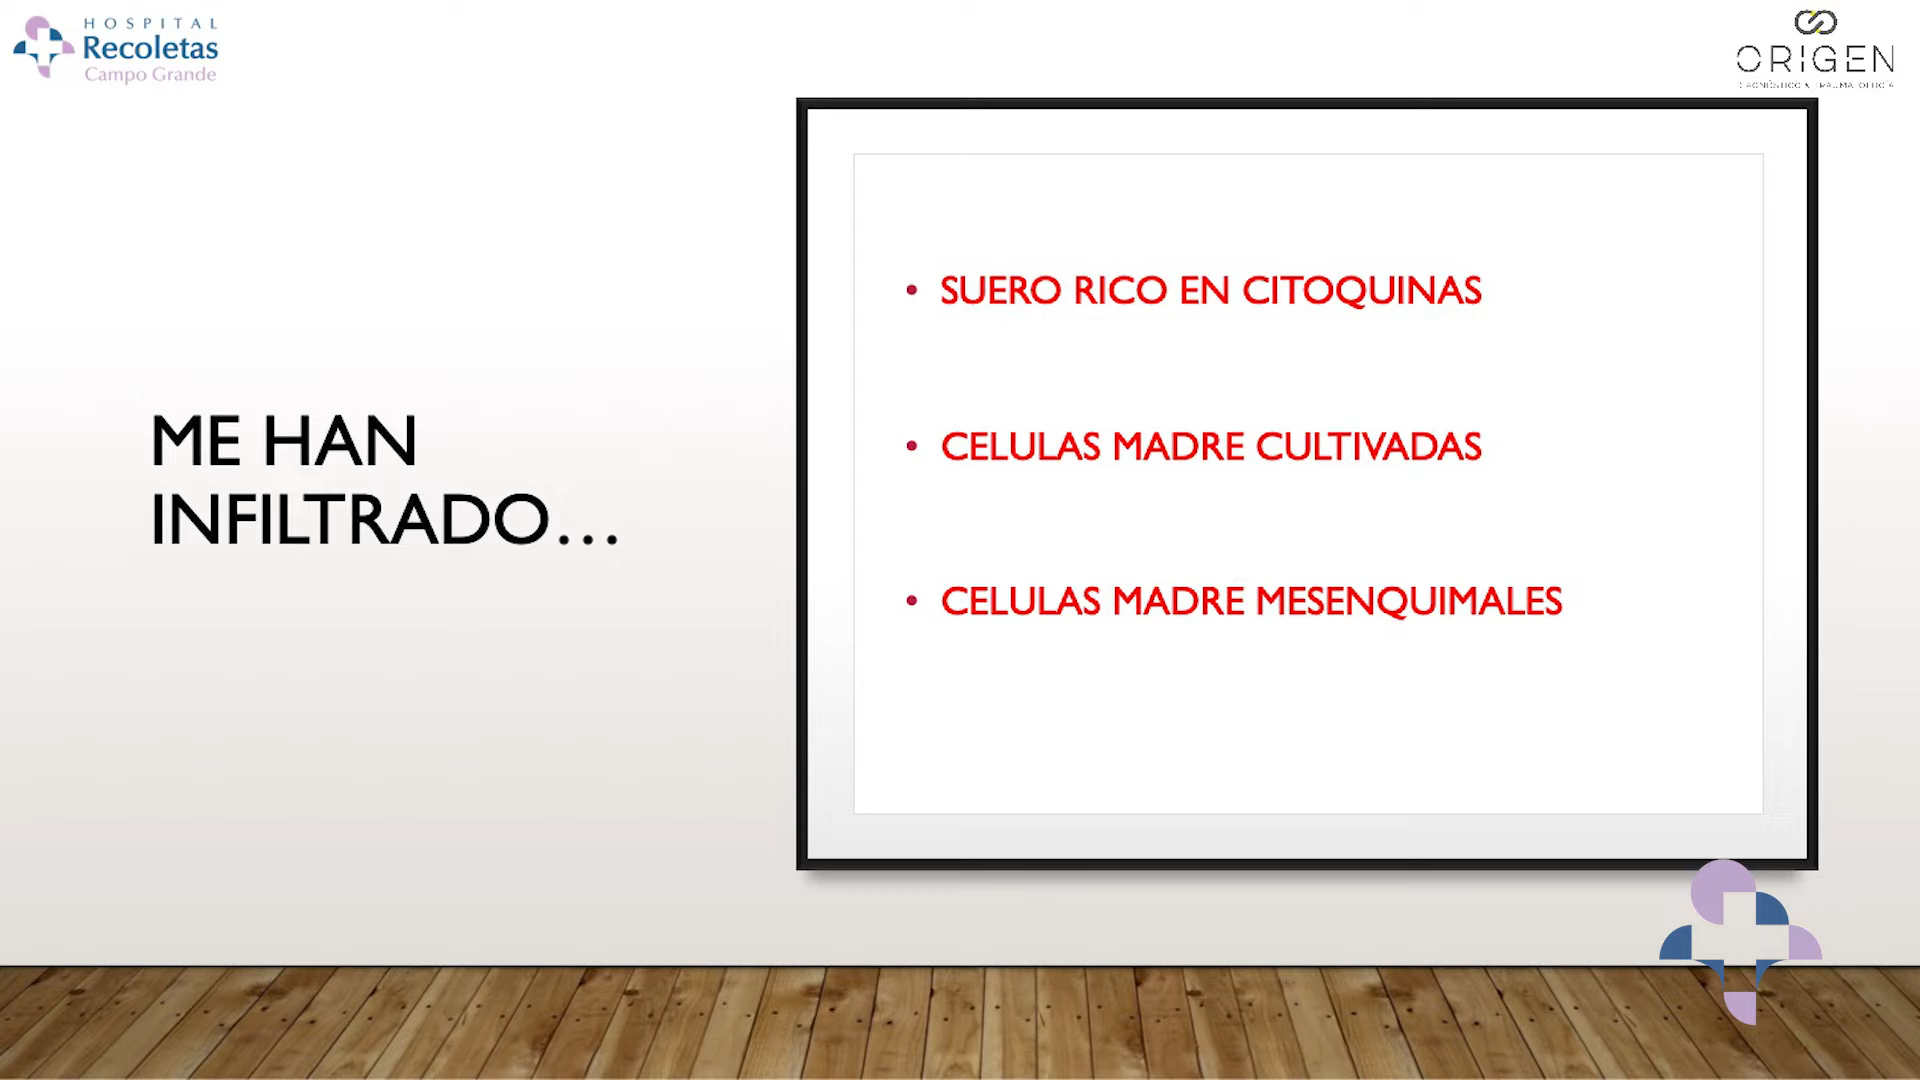 HOSPITAL
Recoletas
Campo Grande
ORIGEN
ME HAN
INFILTRADO...
• SUERO RICO EN CITOQUINAS
• CELULAS MADRE CULTIVADAS
• CELULAS MADRE MESENQUIMALES